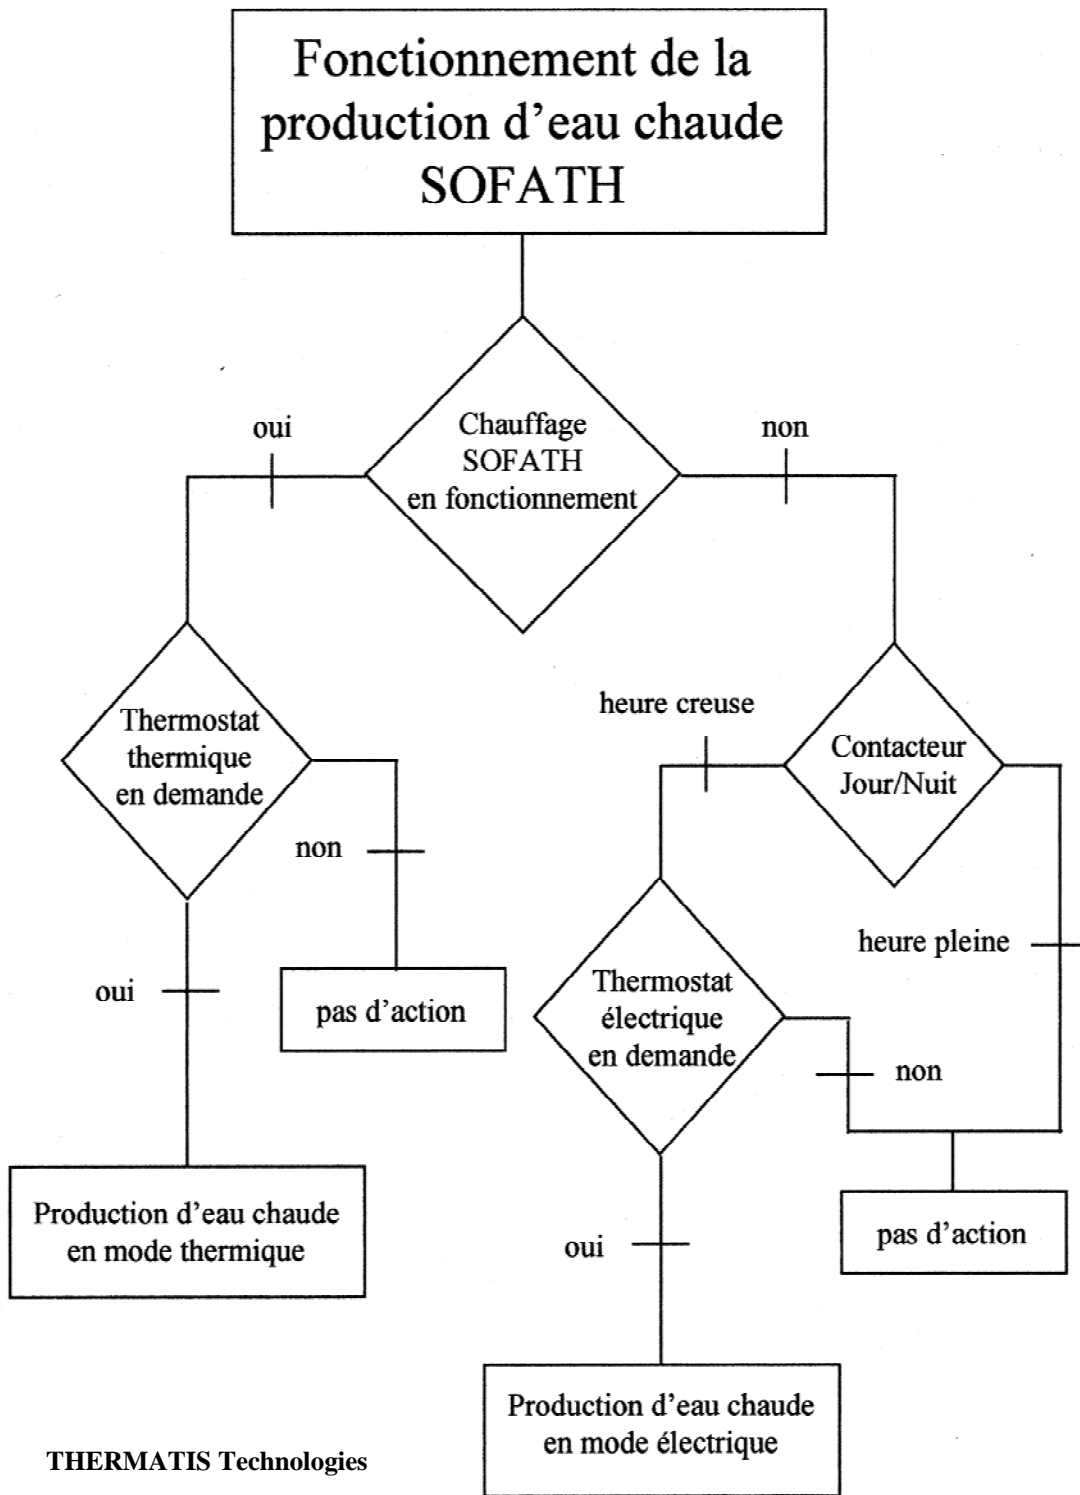 Fonctionnement de la
production d’eau chaude
SOFATH
oui
Chauffage
SOFATH
en fonctionnement
non
Thermostat
thermique
en demande
heure creuse
Contacteur
Jour/Nuit
non
heure pleine
oui
pas d’action
Thermostat
électrique
en demande
non
Production d’eau chaude
en mode thermique
oui
pas d’action
Production d’eau chaude
en mode électrique
THERMATIS Technologies